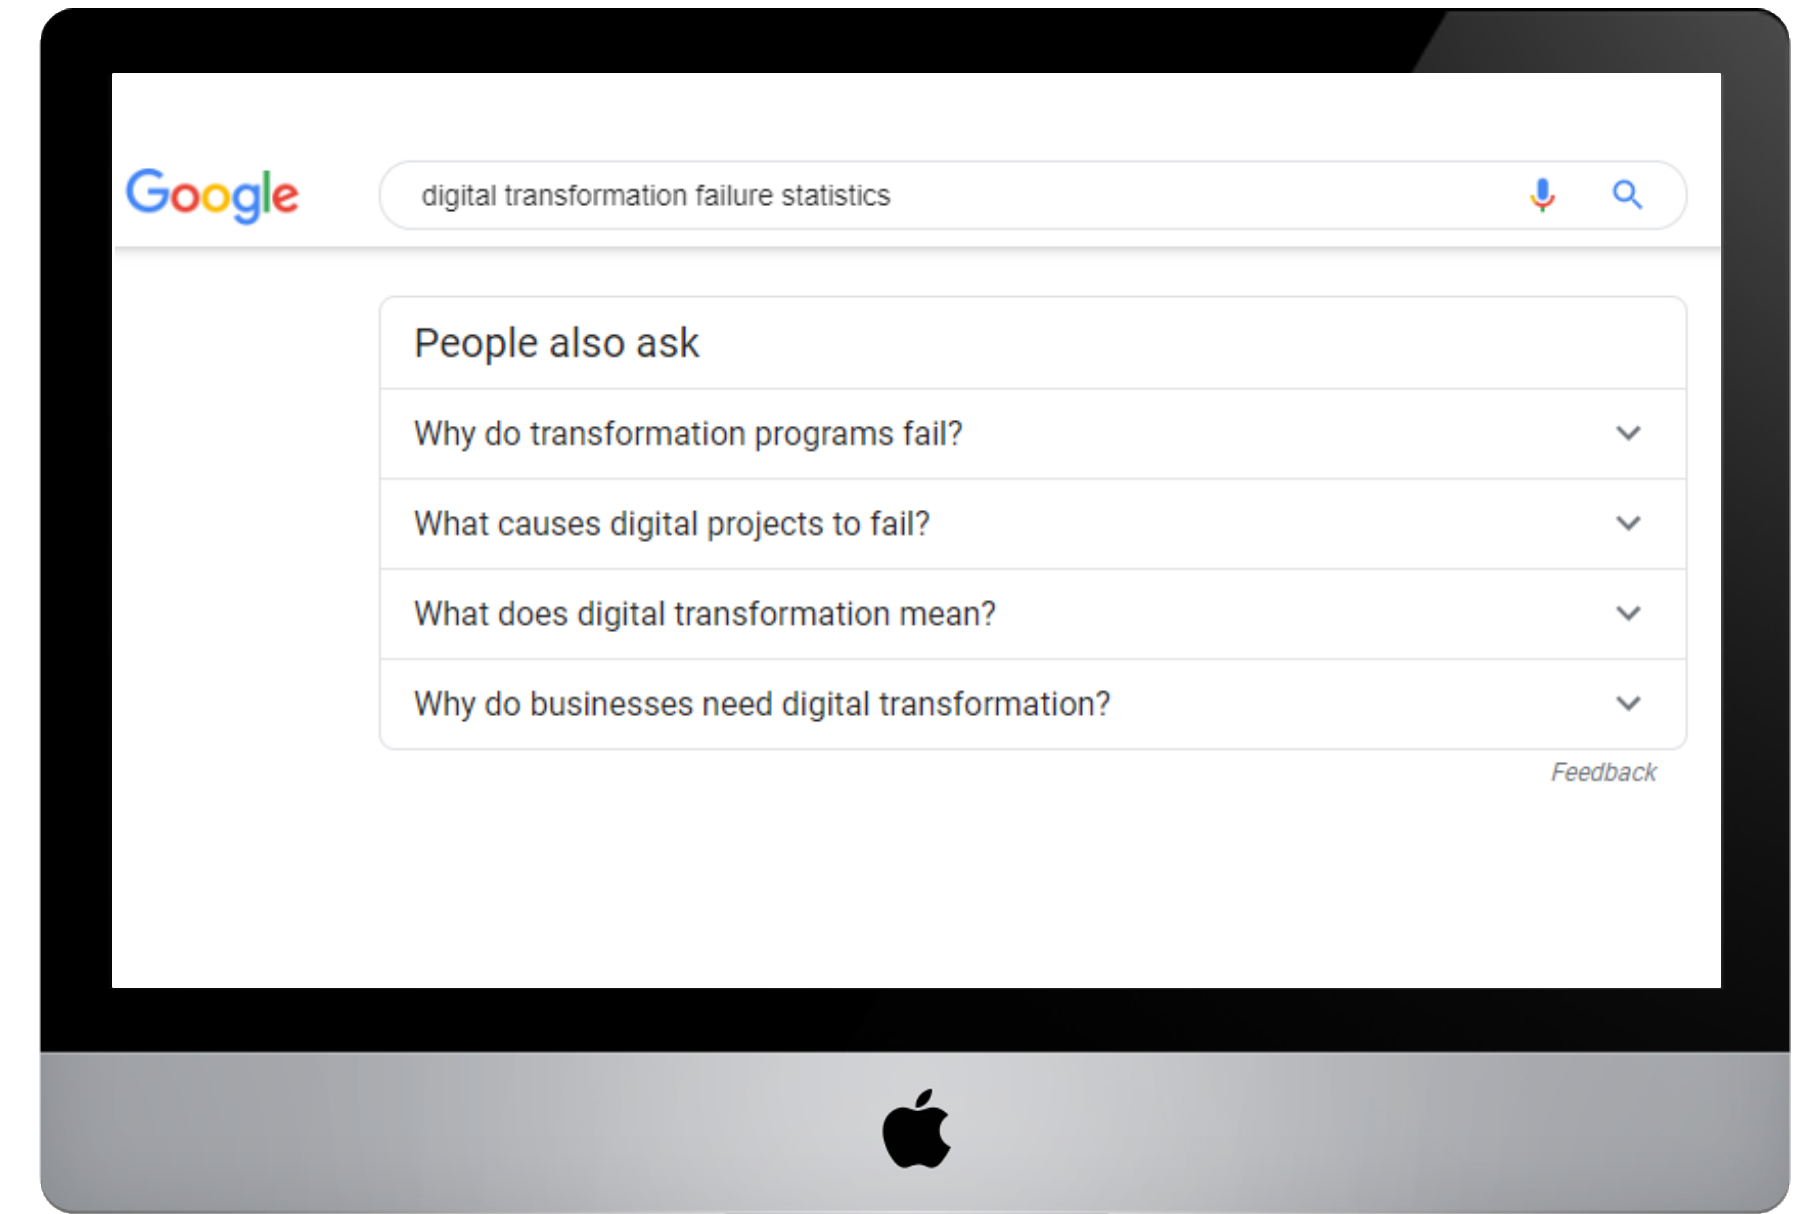 Google
digital transformation failure statistics
People also ask
Why do transformation programs fail?
What causes digital projects to fail?
What does digital transformation mean?
Why do businesses need digital transformation?
Feedback